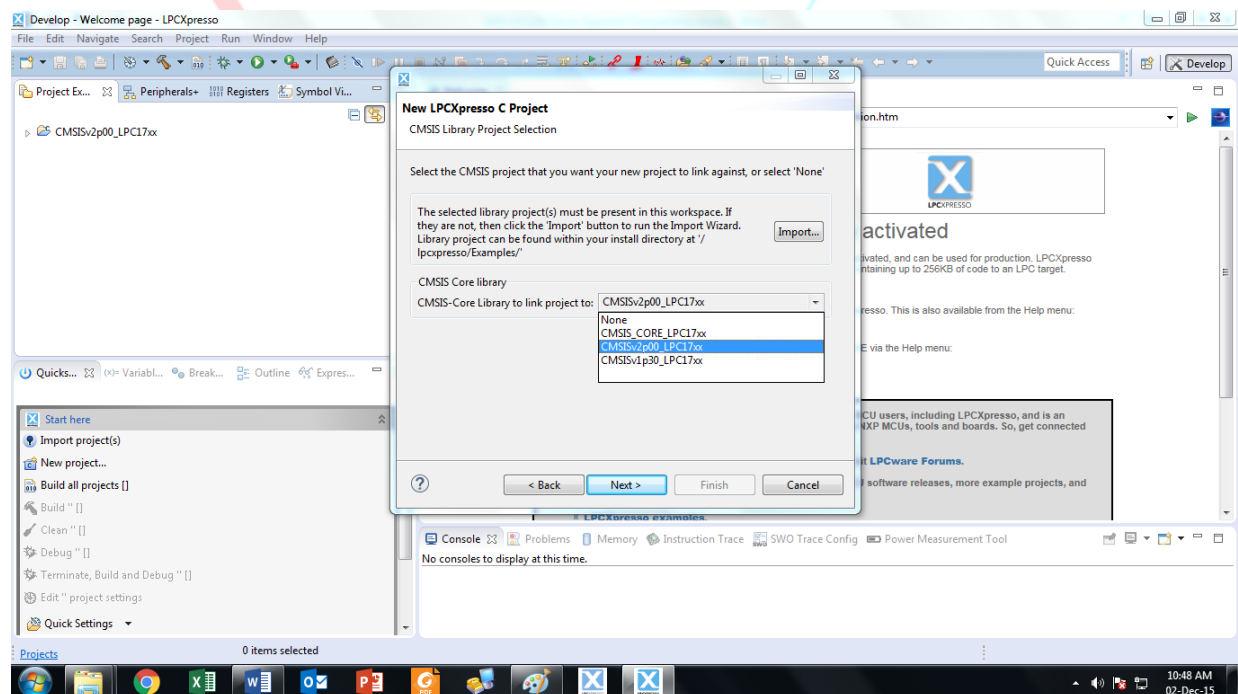 Develop - Welcome page - LPCXpresso
File Edit Navigate Search Project Run Window Help
Quick Access
Develop
Project Ex...
Peripherals+
Registers
Symbol Vi...
CMSISv2p00_LPC17xx
New LPCXpresso C Project
CMSIS Library Project Selection
Select the CMSIS project that you want your new project to link against, or select 'None'
The selected library project(s) must be present in this workspace. If
they are not, then click the 'Import' button to run the Import Wizard.
Library project can be found within your install directory at '/
lpcxpresso/Examples/'
Import...
CMSIS Core library
CMSIS-Core Library to link project to: CMSISv2p00_LPC17xx
None
CMSIS_CORE_LPC17xx
CMSISv2p00_LPC17xx
CMSISv1p30_LPC17xx
< Back
Next >
Finish
Cancel
ion.htm
LPCXPRESSO
activated
ivated, and can be used for production. LPCXpresso
ntaining up to 256KB of code to an LPC target.
resso. This is also available from the Help menu:
E via the Help menu:
CU users, including LPCXpresso, and is an
NXP MCUs, tools and boards. So, get connected
it LPCware Forums.
software releases, more example projects, and
LPCXpresso examples.
Quicks...
(x)= Variabl...
Break...
Outline
Expres...
Start here
Import project(s)
New project...
Build all projects []
Build '' []
Clean '' []
Debug '' []
Terminate, Build and Debug '' []
Edit '' project settings
Quick Settings
Console
Problems
Memory
Instruction Trace
SWO Trace Config
Power Measurement Tool
No consoles to display at this time.
Projects
0 items selected
10:48 AM
02-Dec-15